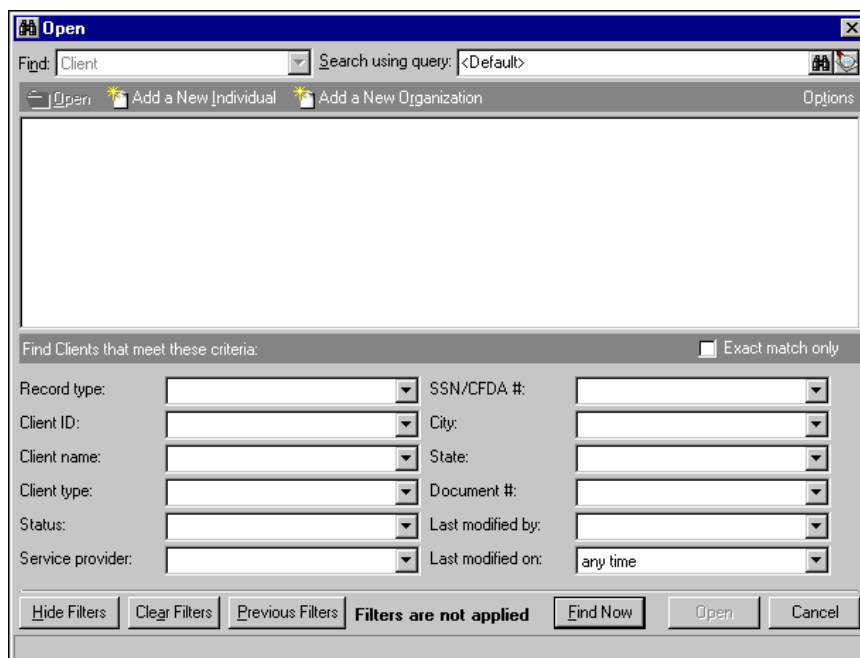 Open
Find: Client Search using query: <Default>
Open Add a New Individual Add a New Organization Options
Find Clients that meet these criteria: Exact match only
Record type: SSN/CFDA #:
Client ID: City:
Client name: State:
Client type: Document #:
Status: Last modified by:
Service provider: Last modified on: any time
Hide Filters Clear Filters Previous Filters Filters are not applied Find Now Open Cancel